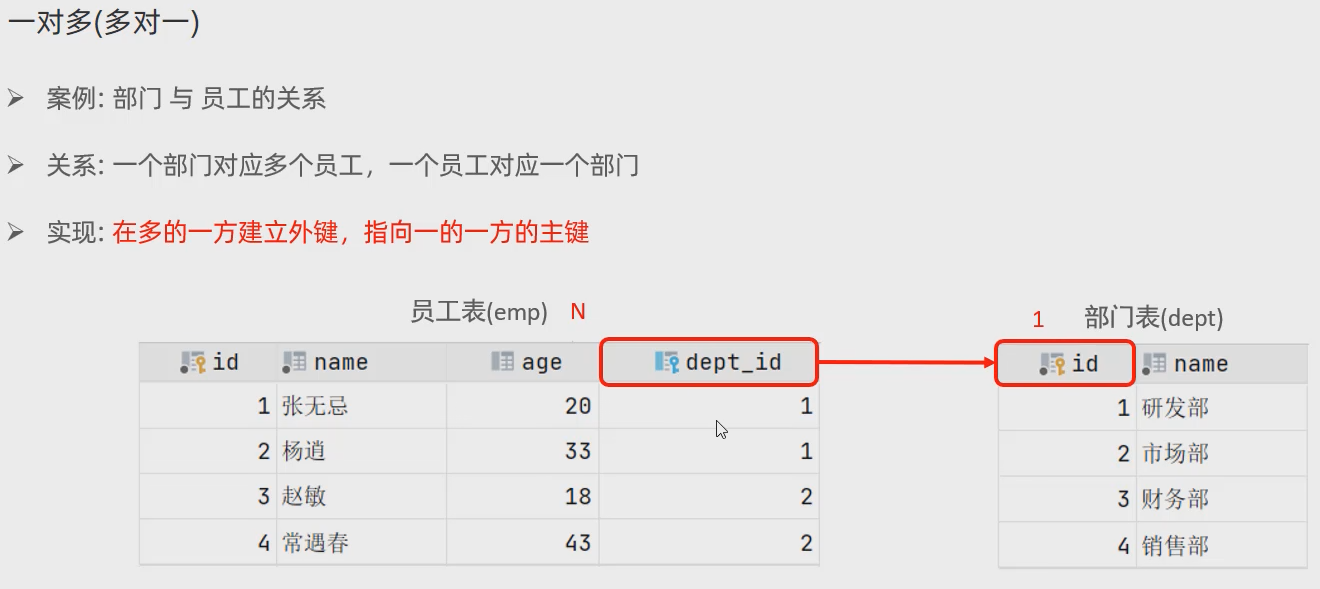 一对多(多对一)
案例: 部门 与 员工的关系
关系: 一个部门对应多个员工，一个员工对应一个部门
实现: 在多的一方建立外键，指向一的一方的主键
员工表(emp) N
id name age dept_id
1 张无忌 20 1
2 杨逍 33 1
3 赵敏 18 2
4 常遇春 43 2
1 部门表(dept)
id name
1 研发部
2 市场部
3 财务部
4 销售部